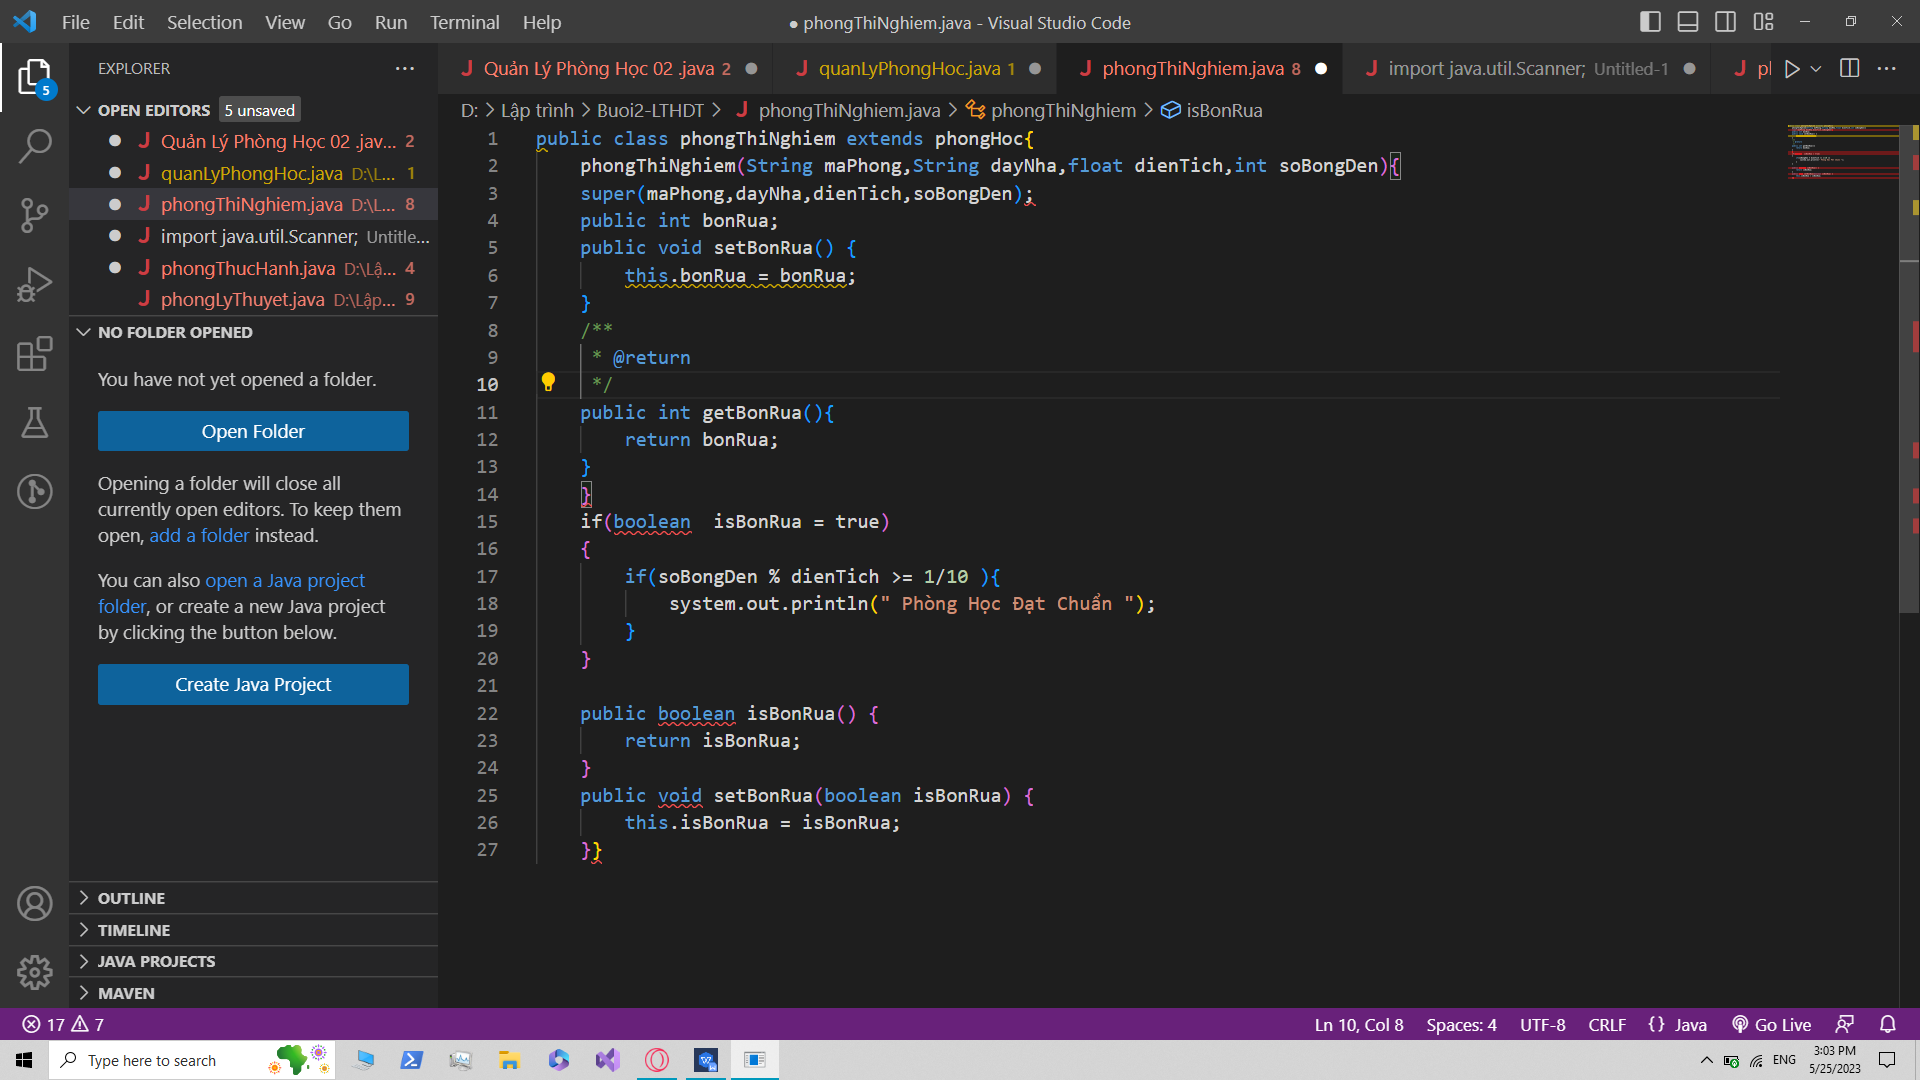 File Edit Selection View Go Run Terminal Help
● phongThiNghiem.java - Visual Studio Code
EXPLORER
OPEN EDITORS 5 unsaved
Quản Lý Phòng Học 02 .jav... 2
quanLyPhongHoc.java D:\L... 1
phongThiNghiem.java D:\L... 8
import java.util.Scanner; Untitle...
phongThucHanh.java D:\Lậ... 4
phongLyThuyet.java D:\Lập... 9
NO FOLDER OPENED
You have not yet opened a folder.
Open Folder
Opening a folder will close all
currently open editors. To keep them
open, add a folder instead.
You can also open a Java project
folder, or create a new Java project
by clicking the button below.
Create Java Project
OUTLINE
TIMELINE
JAVA PROJECTS
MAVEN
5
Quản Lý Phòng Học 02 .java 2
quanLyPhongHoc.java 1
phongThiNghiem.java 8
import java.util.Scanner; Untitled-1
D: > Lập trình > Buoi2-LTHDT > phongThiNghiem.java > phongThiNghiem > isBonRua
1 public class phongThiNghiem extends phongHoc{
2 phongThiNghiem(String maPhong,String dayNha,float dienTich,int soBongDen){
3 super(maPhong,dayNha,dienTich,soBongDen);
4 public int bonRua;
5 public void setBonRua() {
6 this.bonRua = bonRua;
7 }
8 /**
9 * @return
10 */
11 public int getBonRua(){
12 return bonRua;
13 }
14 }
15 if(boolean  isBonRua = true)
16 {
17 if(soBongDen % dienTich >= 1/10 ){
18 system.out.println(" Phòng Học Đạt Chuẩn ");
19 }
20 }
21
22 public boolean isBonRua() {
23 return isBonRua;
24 }
25 public void setBonRua(boolean isBonRua) {
26 this.isBonRua = isBonRua;
27 }}
17 7
Ln 10, Col 8 Spaces: 4 UTF-8 CRLF {} Java Go Live
Type here to search
ENG
3:03 PM
5/25/2023